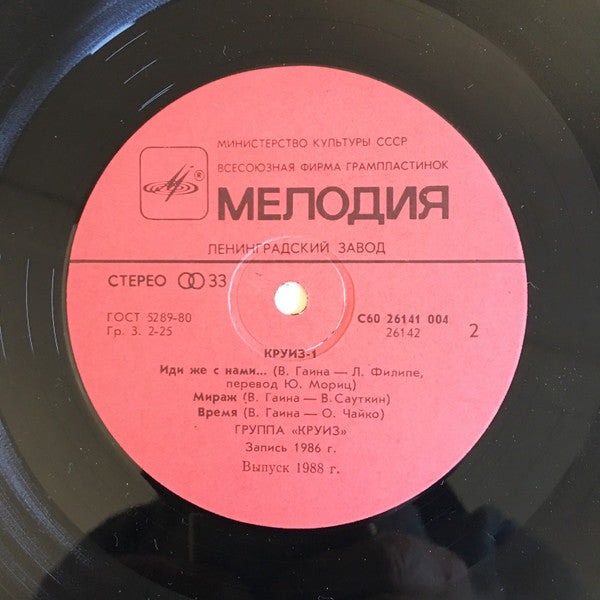 МИНИСТЕРСТВО КУЛЬТУРЫ СССР
ВСЕСОЮЗНАЯ ФИРМА ГРАМПЛАСТИНОК
®
МЕЛОДИЯ
ЛЕНИНГРАДСКИЙ ЗАВОД
СТЕРЕО 33
ГОСТ 5289-80
Гр. 3. 2-25
С60 26141 004
26142
2
КРУИЗ-1
Иди же с нами... (В. Гаина — Л. Филипе,
перевод Ю. Мориц)
Мираж (В. Гаина — В. Сауткин)
Время (В. Гаина — О. Чайко)
ГРУППА «КРУИЗ»
Запись 1986 г.
Выпуск 1988 г.